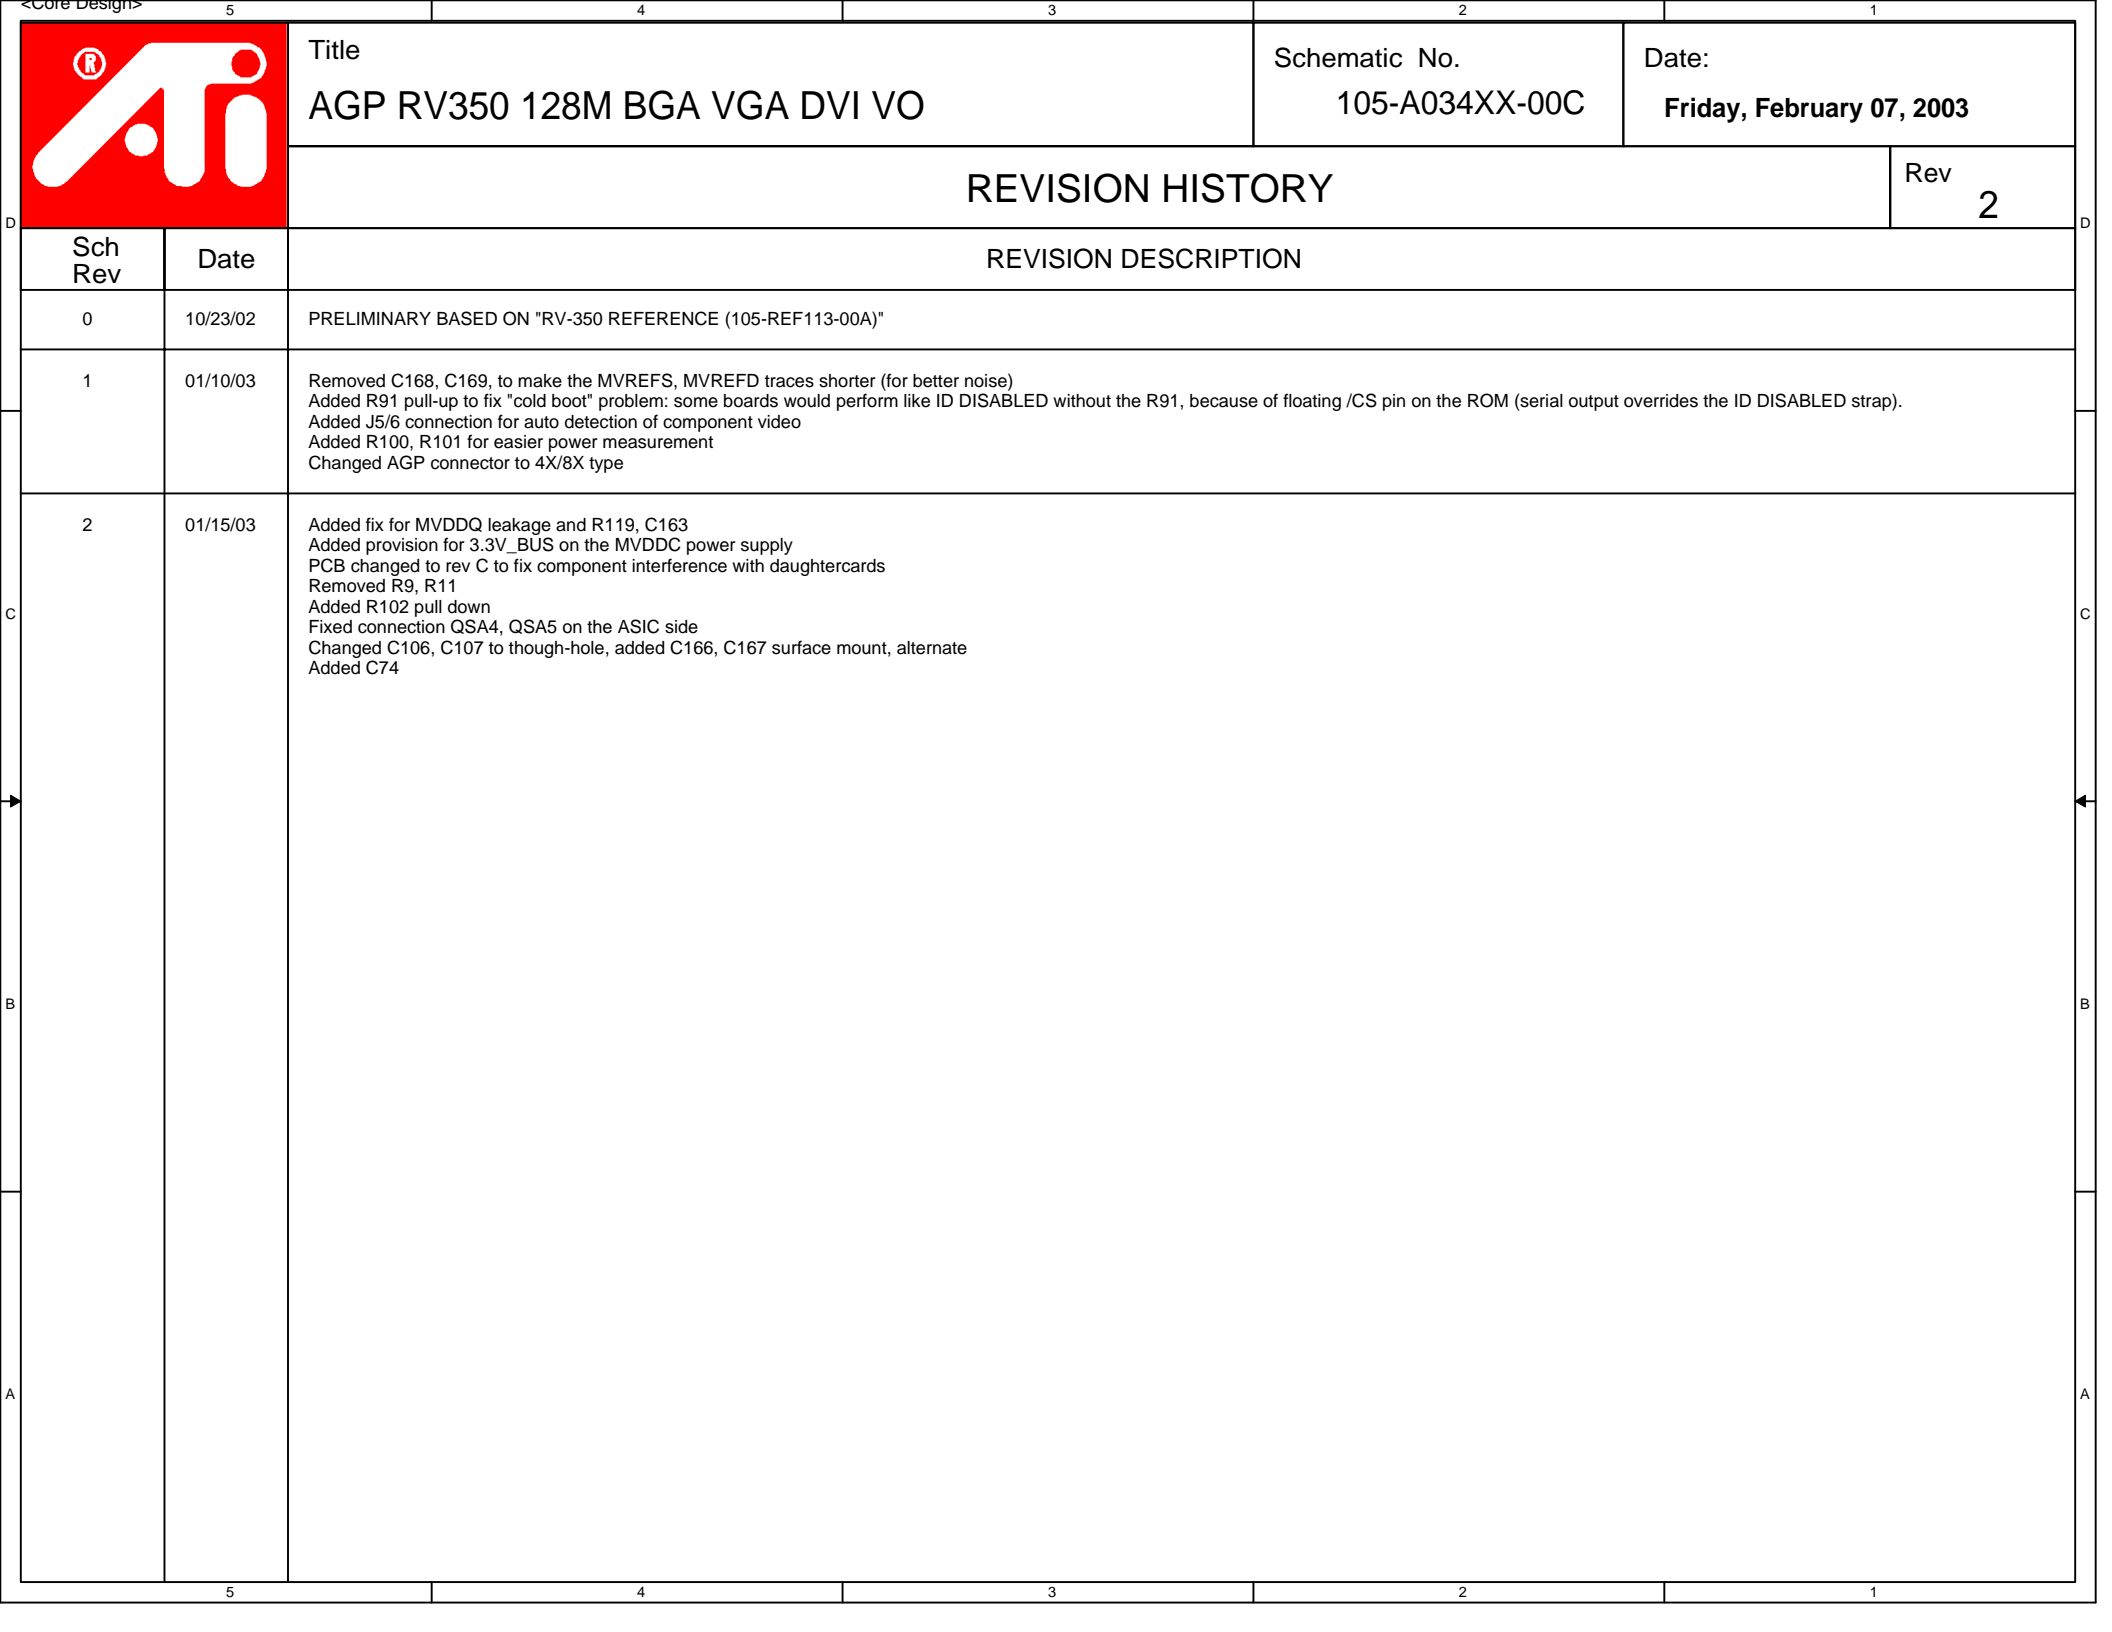 <Core Design>
5 4 3 2 1
® ATi
Title
AGP RV350 128M BGA VGA DVI VO
Schematic No.
105-A034XX-00C
Date:
Friday, February 07, 2003
REVISION HISTORY
Rev
2
D D
Sch
Rev
Date
REVISION DESCRIPTION
0 10/23/02 PRELIMINARY BASED ON "RV-350 REFERENCE (105-REF113-00A)"
1 01/10/03 Removed C168, C169, to make the MVREFS, MVREFD traces shorter (for better noise)
Added R91 pull-up to fix "cold boot" problem: some boards would perform like ID DISABLED without the R91, because of floating /CS pin on the ROM (serial output overrides the ID DISABLED strap).
Added J5/6 connection for auto detection of component video
Added R100, R101 for easier power measurement
Changed AGP connector to 4X/8X type
2 01/15/03 Added fix for MVDDQ leakage and R119, C163
Added provision for 3.3V_BUS on the MVDDC power supply
PCB changed to rev C to fix component interference with daughtercards
Removed R9, R11
Added R102 pull down
C C
Fixed connection QSA4, QSA5 on the ASIC side
Changed C106, C107 to though-hole, added C166, C167 surface mount, alternate
Added C74
B B
A A
5 4 3 2 1